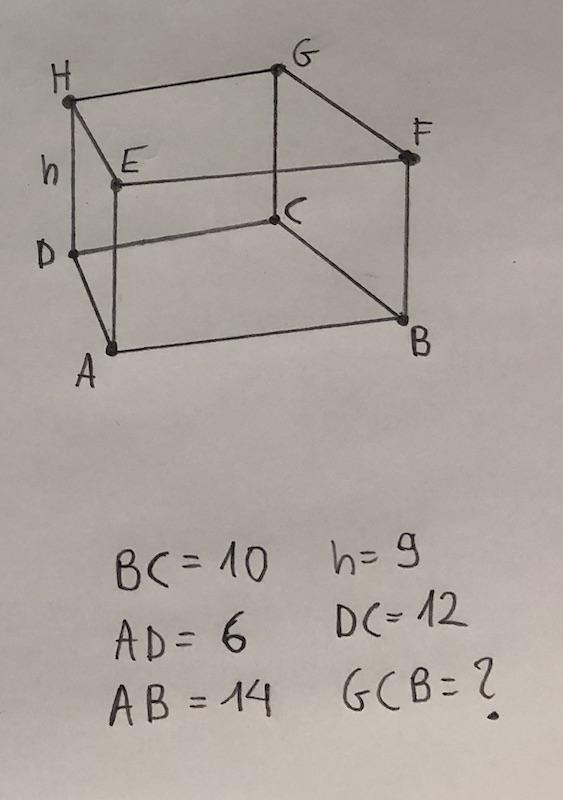 G
H
F
h
E
C
D
B
A
BC = 10 h = 9
AD = 6 DC = 12
AB = 14 GCB = ?